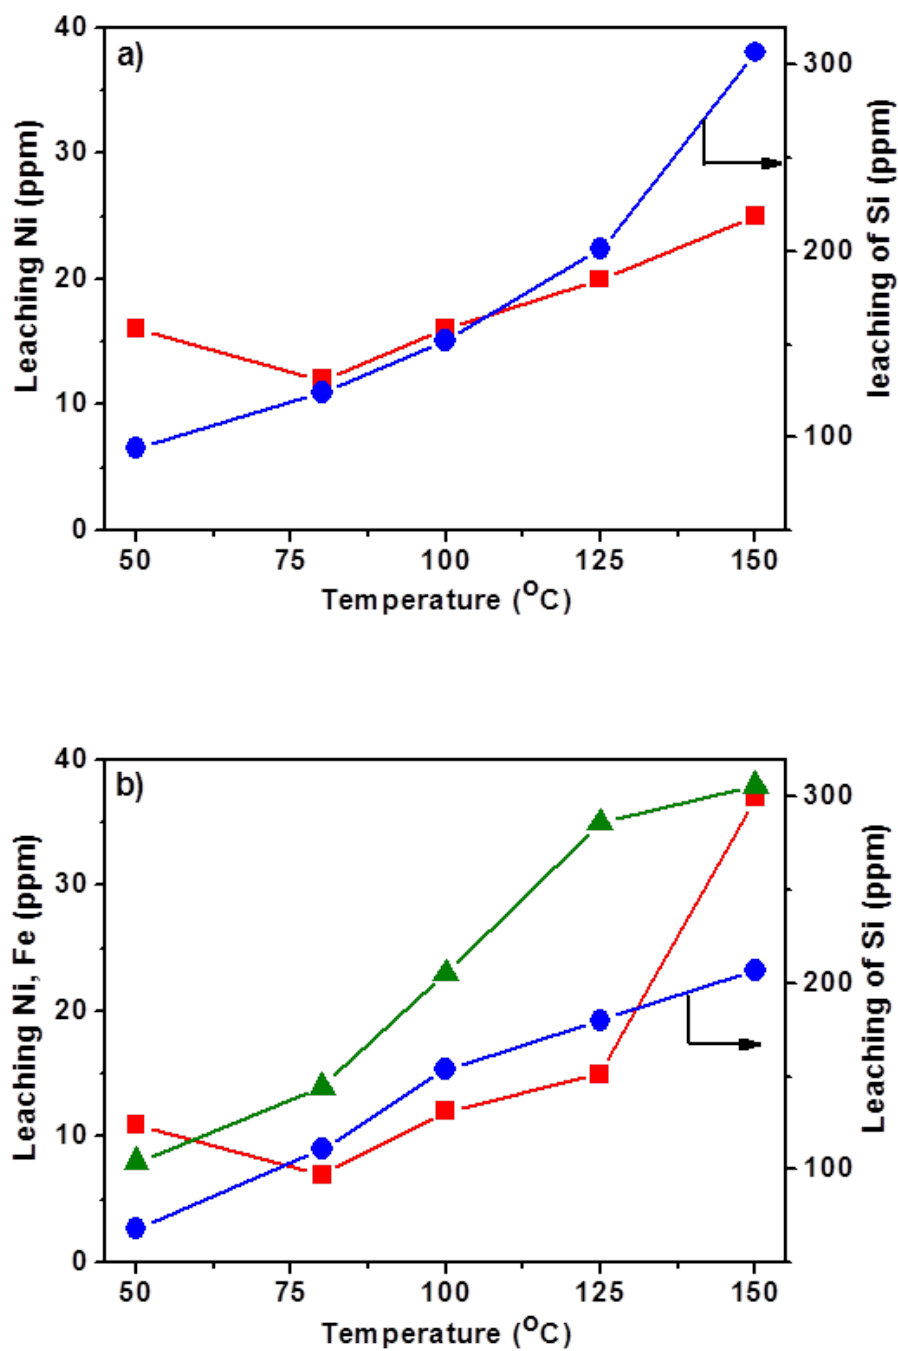 a)
40
30
20
10
0
Leaching Ni (ppm)
300
200
100
leaching of Si (ppm)
50 75 100 125 150
Temperature (°C)
b)
40
30
20
10
0
Leaching Ni, Fe (ppm)
300
200
100
Leaching of Si (ppm)
50 75 100 125 150
Temperature (°C)